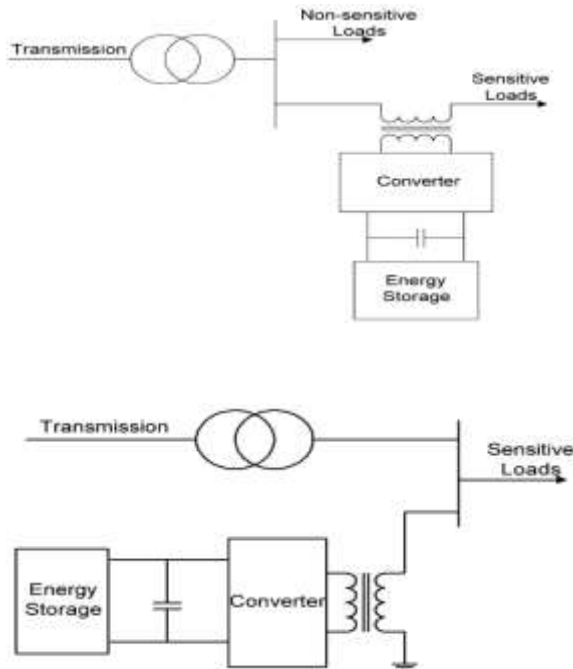 Non-sensitive
Loads
Transmission
Sensitive
Loads
Converter
Energy
Storage
Transmission
Sensitive
Loads
Energy
Storage
Converter